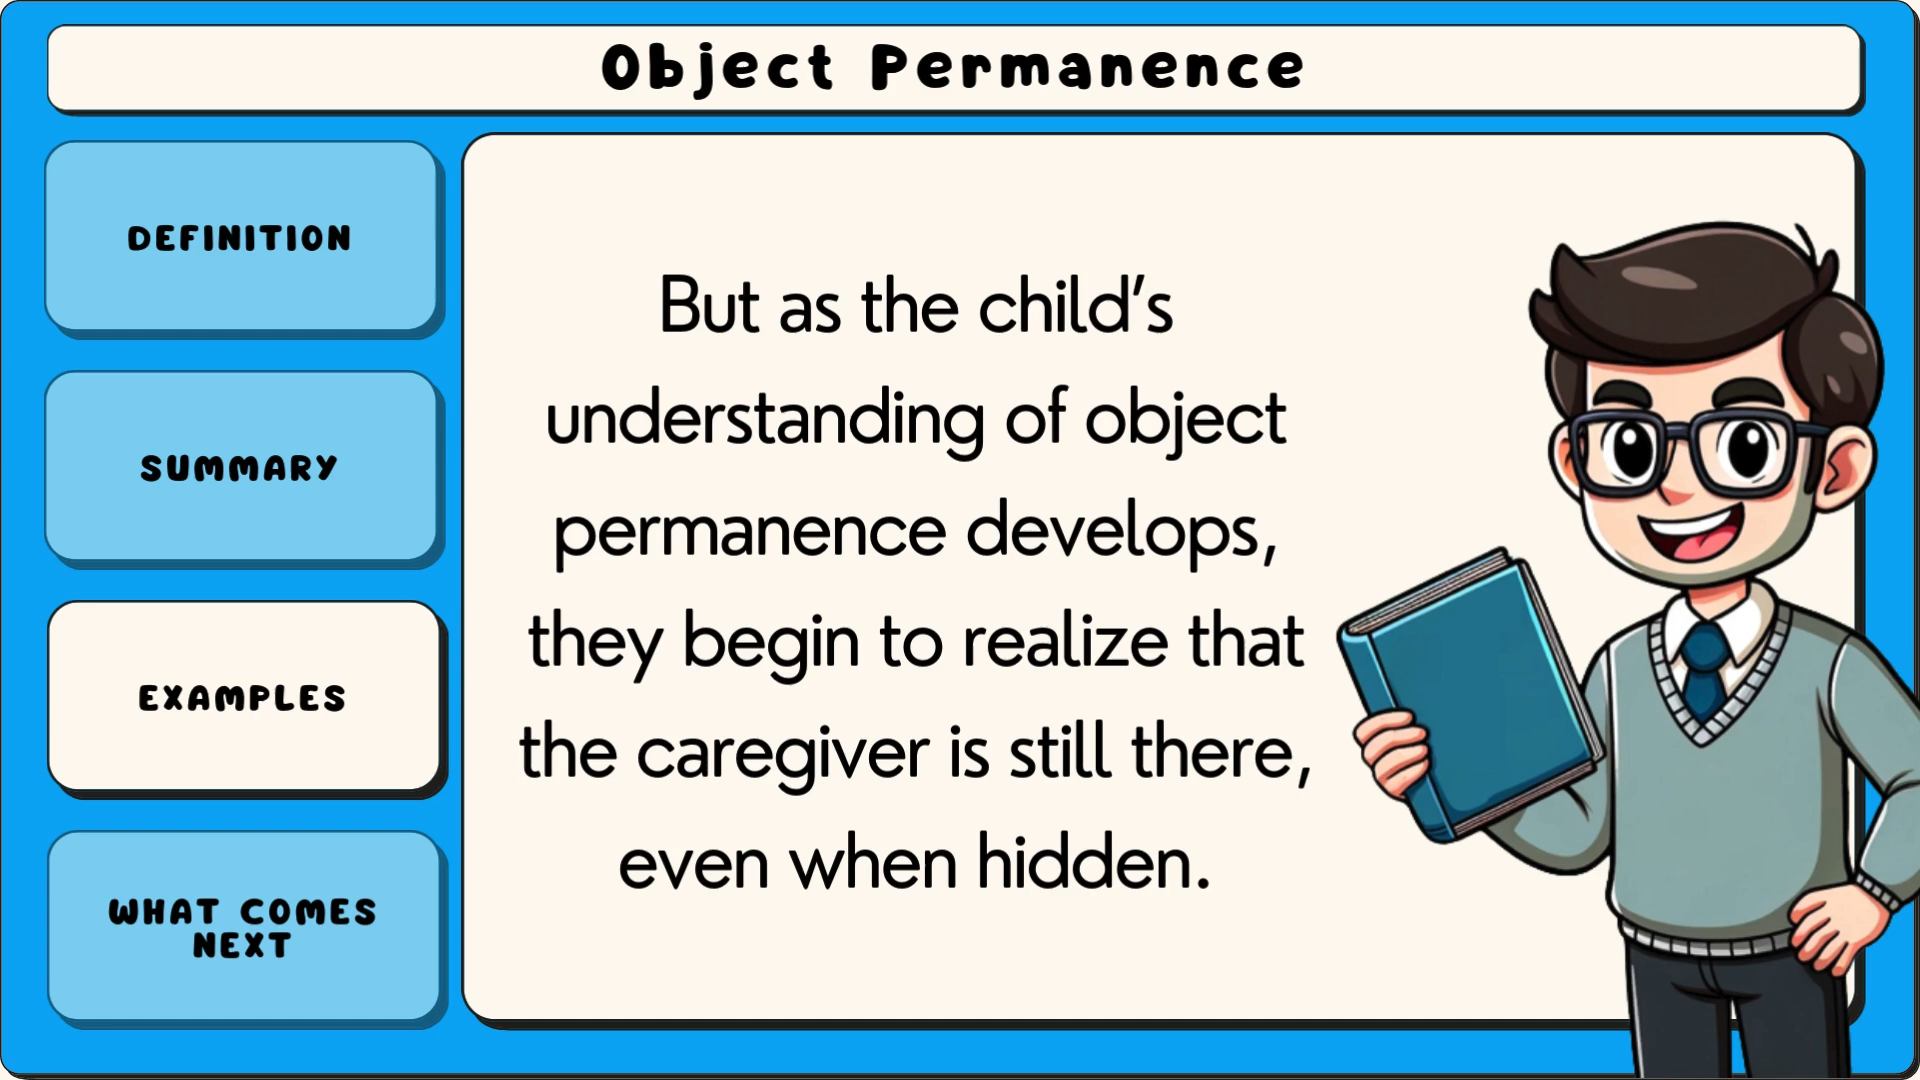 Object Permanence
DEFINITION
SUMMARY
EXAMPLES
WHAT COMES
NEXT
But as the child’s
understanding of object
permanence develops,
they begin to realize that
the caregiver is still there,
even when hidden.